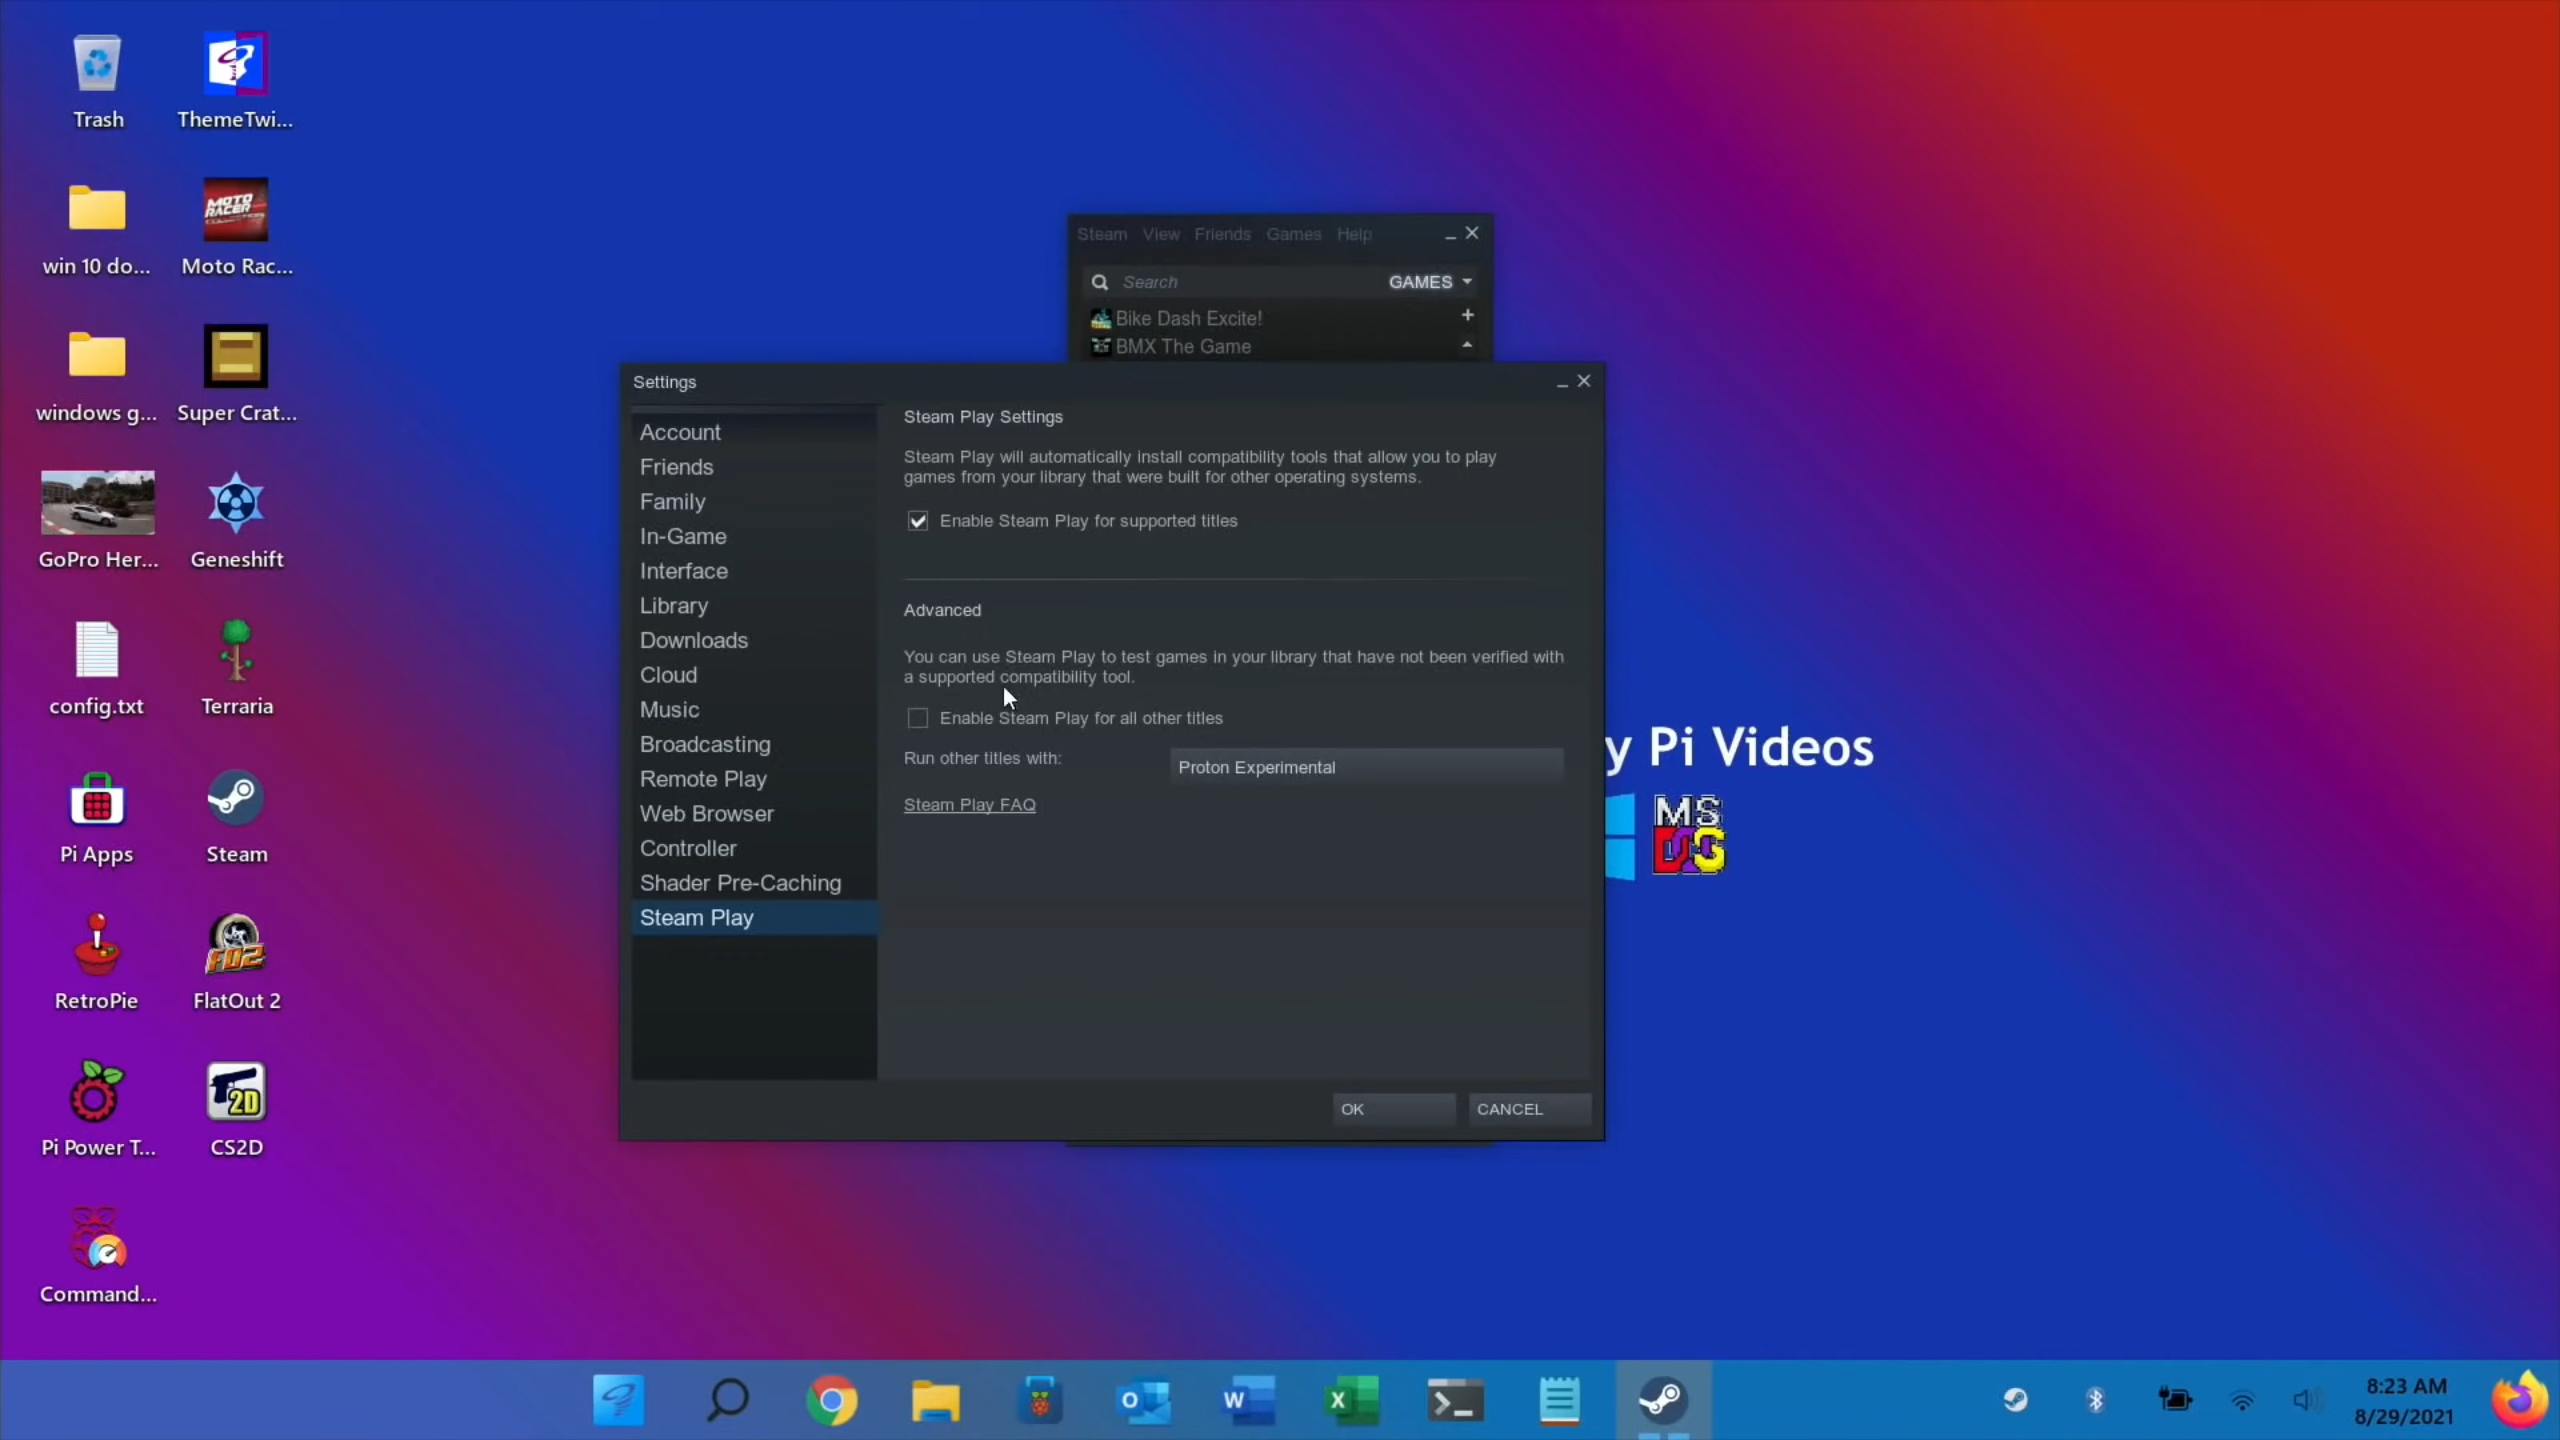 Trash
ThemeTwi...
win 10 do...
Moto Rac...
windows g...
Super Crat...
GoPro Her...
Geneshift
config.txt
Terraria
Pi Apps
Steam
RetroPie
FlatOut 2
Pi Power T...
CS2D
Command...
MOTO
RACER
FO2
2D
Steam View Friends Games Help
Search GAMES
Bike Dash Excite!
BMX The Game
Settings
Account
Friends
Family
In-Game
Interface
Library
Downloads
Cloud
Music
Broadcasting
Remote Play
Web Browser
Controller
Shader Pre-Caching
Steam Play
Steam Play Settings
Steam Play will automatically install compatibility tools that allow you to play
games from your library that were built for other operating systems.
Enable Steam Play for supported titles
Advanced
You can use Steam Play to test games in your library that have not been verified with
a supported compatibility tool.
Enable Steam Play for all other titles
Run other titles with: Proton Experimental
Steam Play FAQ
OK CANCEL
y Pi Videos
MS
DOS
8:23 AM
8/29/2021